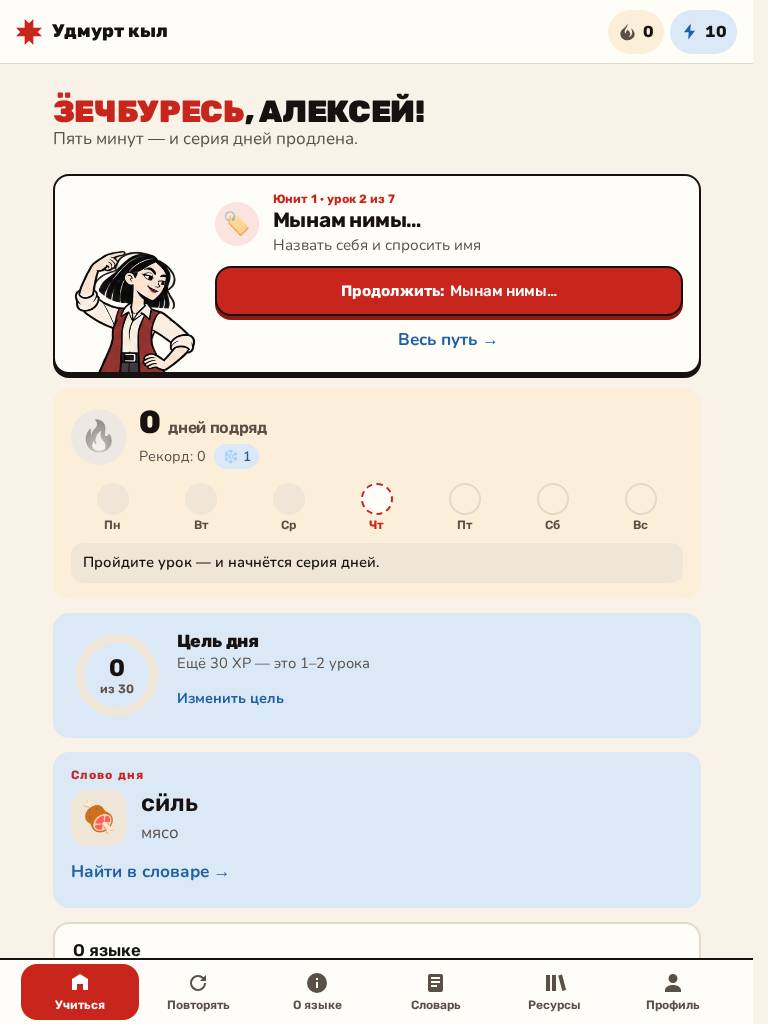 Удмурт кыл
0
10
ӞЕЧБУРЕСЬ, АЛЕКСЕЙ!
Пять минут — и серия дней продлена.
Юнит 1 · урок 2 из 7
Мынам нимы…
Назвать себя и спросить имя
Продолжить: Мынам нимы…
Весь путь →
0 дней подряд
Рекорд: 0
1
Пн
Вт
Ср
Чт
Пт
Сб
Вс
Пройдите урок — и начнётся серия дней.
0
из 30
Цель дня
Ещё 30 XP — это 1–2 урока
Изменить цель
Слово дня
сӥль
мясо
Найти в словаре →
О языке
Учиться
Повторять
О языке
Словарь
Ресурсы
Профиль